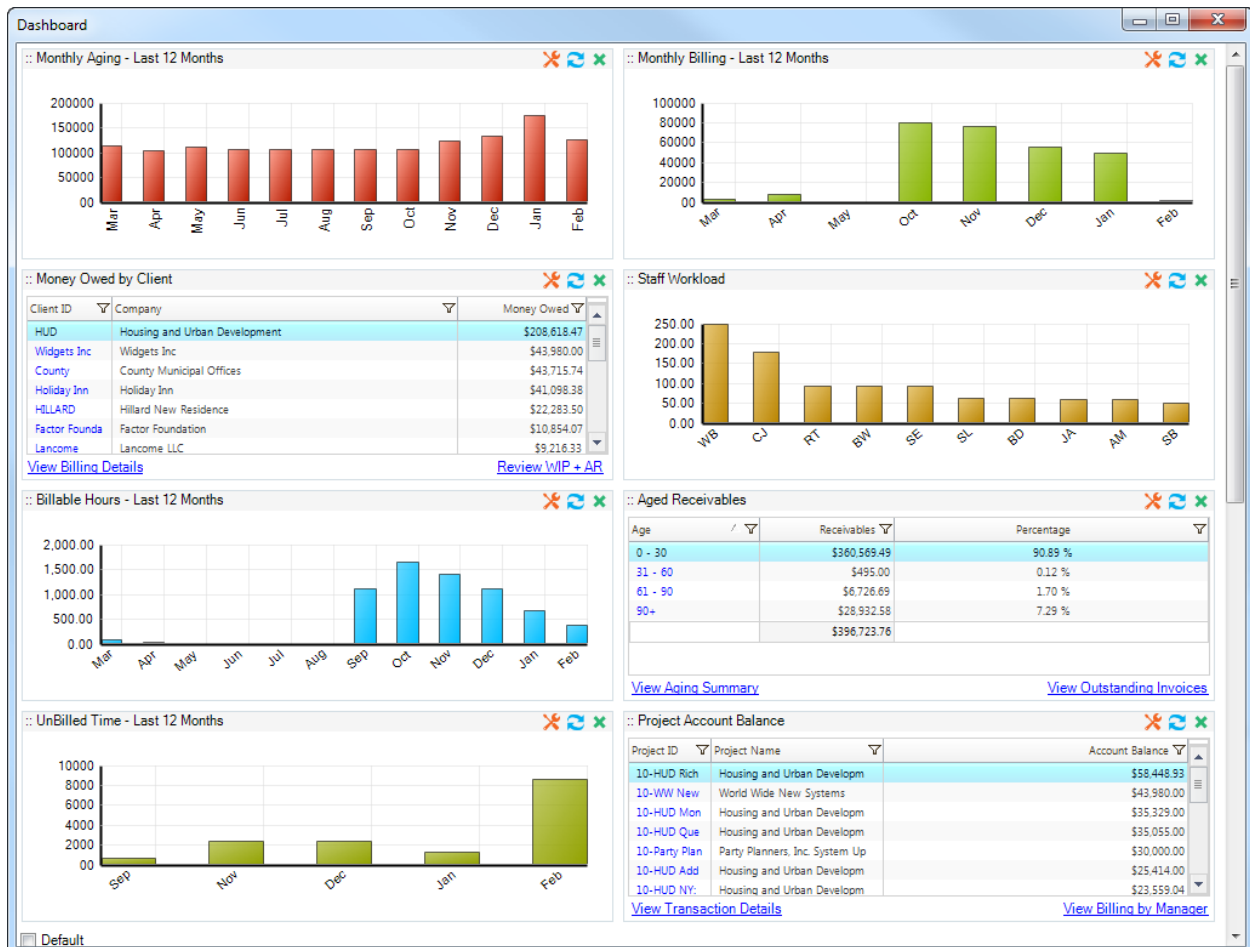 Dashboard
:: Monthly Aging - Last 12 Months
200000
150000
100000
50000
00
Mar Apr May Jun Jul Aug Sep Oct Nov Dec Jan Feb
:: Monthly Billing - Last 12 Months
100000
80000
60000
40000
20000
00
Mar Apr May Oct Nov Dec Jan Feb
:: Money Owed by Client
Client ID Company Money Owed
HUD Housing and Urban Development $208,618.47
Widgets Inc Widgets Inc $43,980.00
County County Municipal Offices $43,715.74
Holiday Inn Holiday Inn $41,098.38
HILLARD Hillard New Residence $22,283.50
Factor Founda Factor Foundation $10,854.07
Lancome Lancome LLC $9,216.33
View Billing Details Review WIP + AR
:: Staff Workload
250.00
200.00
150.00
100.00
50.00
0.00
WB CJ RT BW SE SL BD JA AM SB
:: Billable Hours - Last 12 Months
2,000.00
1,500.00
1,000.00
500.00
0.00
Mar Apr May Jun Jul Aug Sep Oct Nov Dec Jan Feb
:: Aged Receivables
Age Receivables Percentage
0 - 30 $360,569.49 90.89 %
31 - 60 $495.00 0.12 %
61 - 90 $6,726.69 1.70 %
90+ $28,932.58 7.29 %
$396,723.76
View Aging Summary View Outstanding Invoices
:: UnBilled Time - Last 12 Months
10000
8000
6000
4000
2000
00
Sep Nov Dec Jan Feb
:: Project Account Balance
Project ID Project Name Account Balance
10-HUD Rich Housing and Urban Developm $58,448.93
10-WW New World Wide New Systems $43,980.00
10-HUD Mon Housing and Urban Developm $35,329.00
10-HUD Que Housing and Urban Developm $35,055.00
10-Party Plan Party Planners, Inc. System Up $30,000.00
10-HUD Add Housing and Urban Developm $25,414.00
10-HUD NY: Housing and Urban Developm $23,559.04
View Transaction Details View Billing by Manager
Default